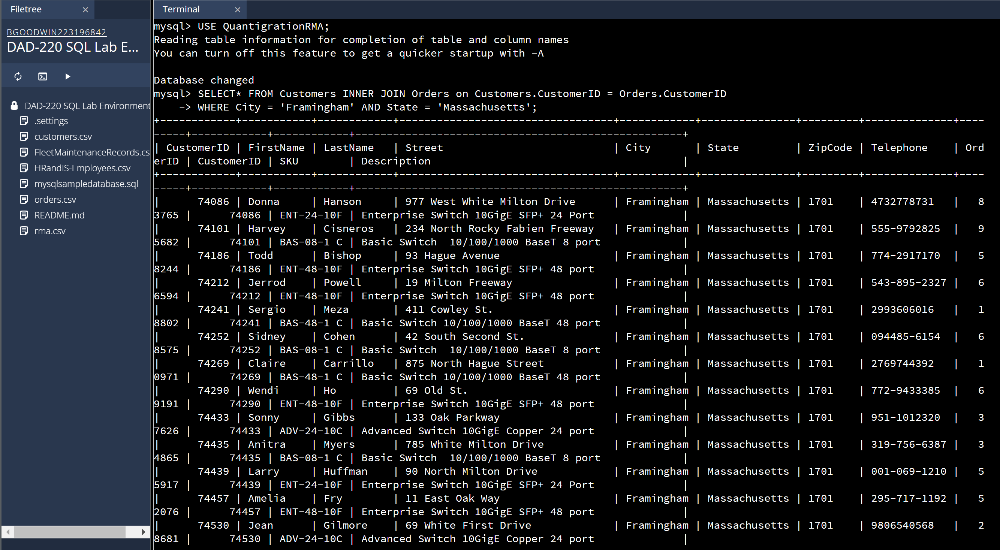 Filetree ×
BGOODWIN223196842
DAD-220 SQL Lab E...
DAD-220 SQL Lab Environment
.settings
customers.csv
FleetMaintenanceRecords.cs
HRandIS-Employees.csv
mysqlsampledatabase.sql
orders.csv
README.md
rma.csv
Terminal ×
mysql> USE QuantigrationRMA;
Reading table information for completion of table and column names
You can turn off this feature to get a quicker startup with -A
Database changed
mysql> SELECT* FROM Customers INNER JOIN Orders on Customers.CustomerID = Orders.CustomerID
    -> WHERE City = 'Framingham' AND State = 'Massachusetts';
+------------+-----------+----------+-----------------------------------+------------+---------------+---------+--------------+----
-----+------------+-----------+------------------------------------------------------+
| CustomerID | FirstName | LastName | Street | City | State | ZipCode | Telephone | Ord
erID | CustomerID | SKU | Description |
+------------+-----------+----------+-----------------------------------+------------+---------------+---------+--------------+----
-----+------------+-----------+------------------------------------------------------+
| 74086 | Donna | Hanson | 977 West White Milton Drive | Framingham | Massachusetts | 1701 | 4732778731 | 8
3765 | 74086 | ENT-24-10F | Enterprise Switch 10GigE SFP+ 24 Port |
| 74101 | Harvey | Cisneros | 234 North Rocky Fabien Freeway | Framingham | Massachusetts | 1701 | 555-9792825 | 9
5682 | 74101 | BAS-08-1 C | Basic Switch 10/100/1000 BaseT 8 port |
| 74186 | Todd | Bishop | 93 Hague Avenue | Framingham | Massachusetts | 1701 | 774-2917170 | 5
8244 | 74186 | ENT-48-10F | Enterprise Switch 10GigE SFP+ 48 port |
| 74212 | Jerrod | Powell | 19 Milton Freeway | Framingham | Massachusetts | 1701 | 543-895-2327 | 6
6594 | 74212 | ENT-48-10F | Enterprise Switch 10GigE SFP+ 48 port |
| 74241 | Sergio | Meza | 411 Cowley St. | Framingham | Massachusetts | 1701 | 2993606016 | 1
8802 | 74241 | BAS-48-1 C | Basic Switch 10/100/1000 BaseT 48 port |
| 74252 | Sidney | Cohen | 42 South Second St. | Framingham | Massachusetts | 1701 | 094485-6154 | 6
8575 | 74252 | BAS-08-1 C | Basic Switch 10/100/1000 BaseT 8 port |
| 74269 | Claire | Carrillo | 875 North Hague Street | Framingham | Massachusetts | 1701 | 2769744392 | 1
0971 | 74269 | BAS-48-1 C | Basic Switch 10/100/1000 BaseT 48 port |
| 74290 | Wendi | Ho | 69 Old St. | Framingham | Massachusetts | 1701 | 772-9433385 | 6
9191 | 74290 | ENT-48-10F | Enterprise Switch 10GigE SFP+ 48 port |
| 74433 | Sonny | Gibbs | 133 Oak Parkway | Framingham | Massachusetts | 1701 | 951-1012320 | 3
7626 | 74433 | ADV-24-10C | Advanced Switch 10GigE Copper 24 port |
| 74435 | Anitra | Myers | 785 White Milton Drive | Framingham | Massachusetts | 1701 | 319-756-6387 | 3
4865 | 74435 | BAS-08-1 C | Basic Switch 10/100/1000 BaseT 8 port |
| 74439 | Larry | Huffman | 90 North Milton Drive | Framingham | Massachusetts | 1701 | 001-069-1210 | 5
5917 | 74439 | ENT-24-10F | Enterprise Switch 10GigE SFP+ 24 Port |
| 74457 | Amelia | Fry | 11 East Oak Way | Framingham | Massachusetts | 1701 | 295-717-1192 | 5
2076 | 74457 | ENT-24-10F | Enterprise Switch 10GigE SFP+ 24 Port |
| 74530 | Jean | Gilmore | 69 White First Drive | Framingham | Massachusetts | 1701 | 9806540568 | 2
8681 | 74530 | ADV-24-10C | Advanced Switch 10GigE Copper 24 port |